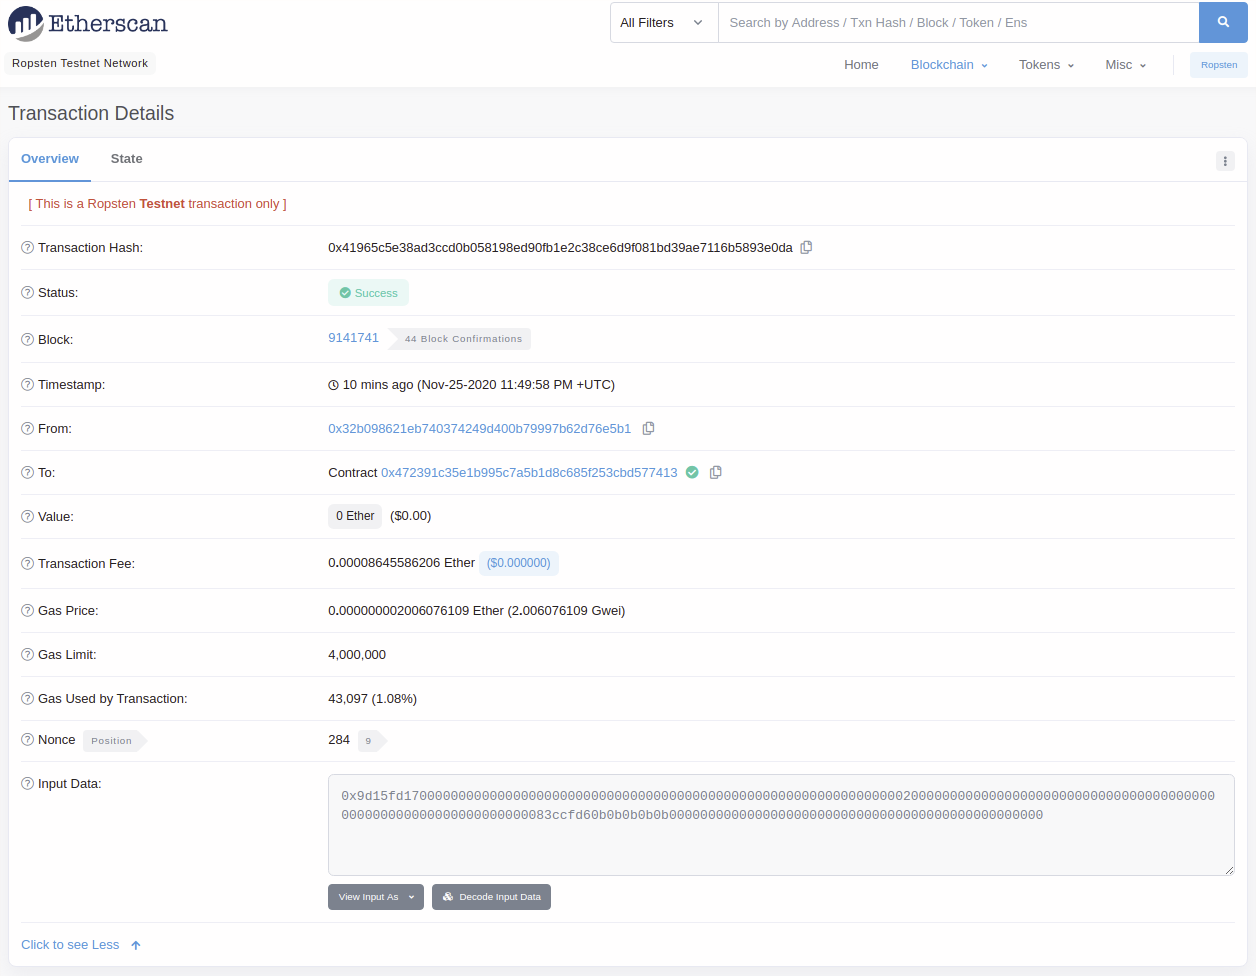 Etherscan
All Filters
Search by Address / Txn Hash / Block / Token / Ens
Ropsten Testnet Network
Home
Blockchain
Tokens
Misc
Ropsten
Transaction Details
Overview
State
[ This is a Ropsten Testnet transaction only ]
Transaction Hash: 0x41965c5e38ad3ccd0b058198ed90fb1e2c38ce6d9f081bd39ae7116b5893e0da
Status: Success
Block: 9141741 44 Block Confirmations
Timestamp: 10 mins ago (Nov-25-2020 11:49:58 PM +UTC)
From: 0x32b098621eb740374249d400b79997b62d76e5b1
To: Contract 0x472391c35e1b995c7a5b1d8c685f253cbd577413
Value: 0 Ether ($0.00)
Transaction Fee: 0.00008645586206 Ether ($0.000000)
Gas Price: 0.000000002006076109 Ether (2.006076109 Gwei)
Gas Limit: 4,000,000
Gas Used by Transaction: 43,097 (1.08%)
Nonce Position 284 9
Input Data:
View Input As
Decode Input Data
Click to see Less